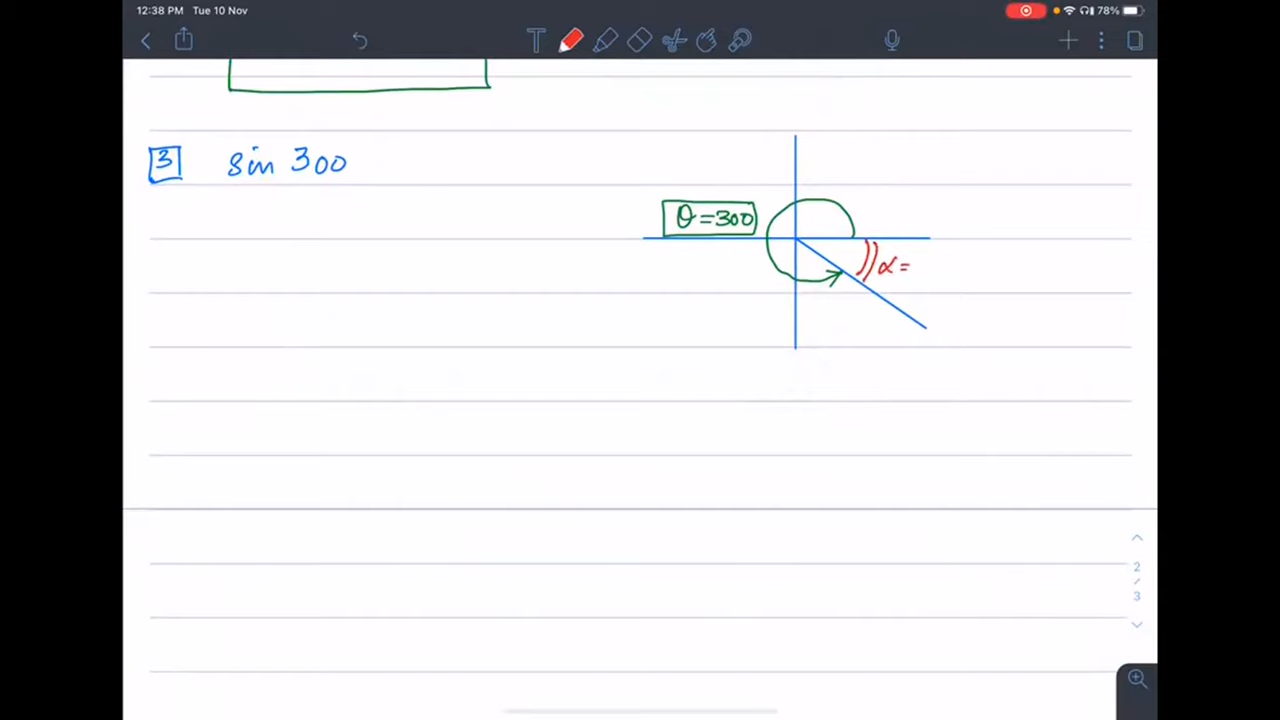 12:38 PM Tue 10 Nov 78%
3 sin 300
θ = 300
α =
2
/
3